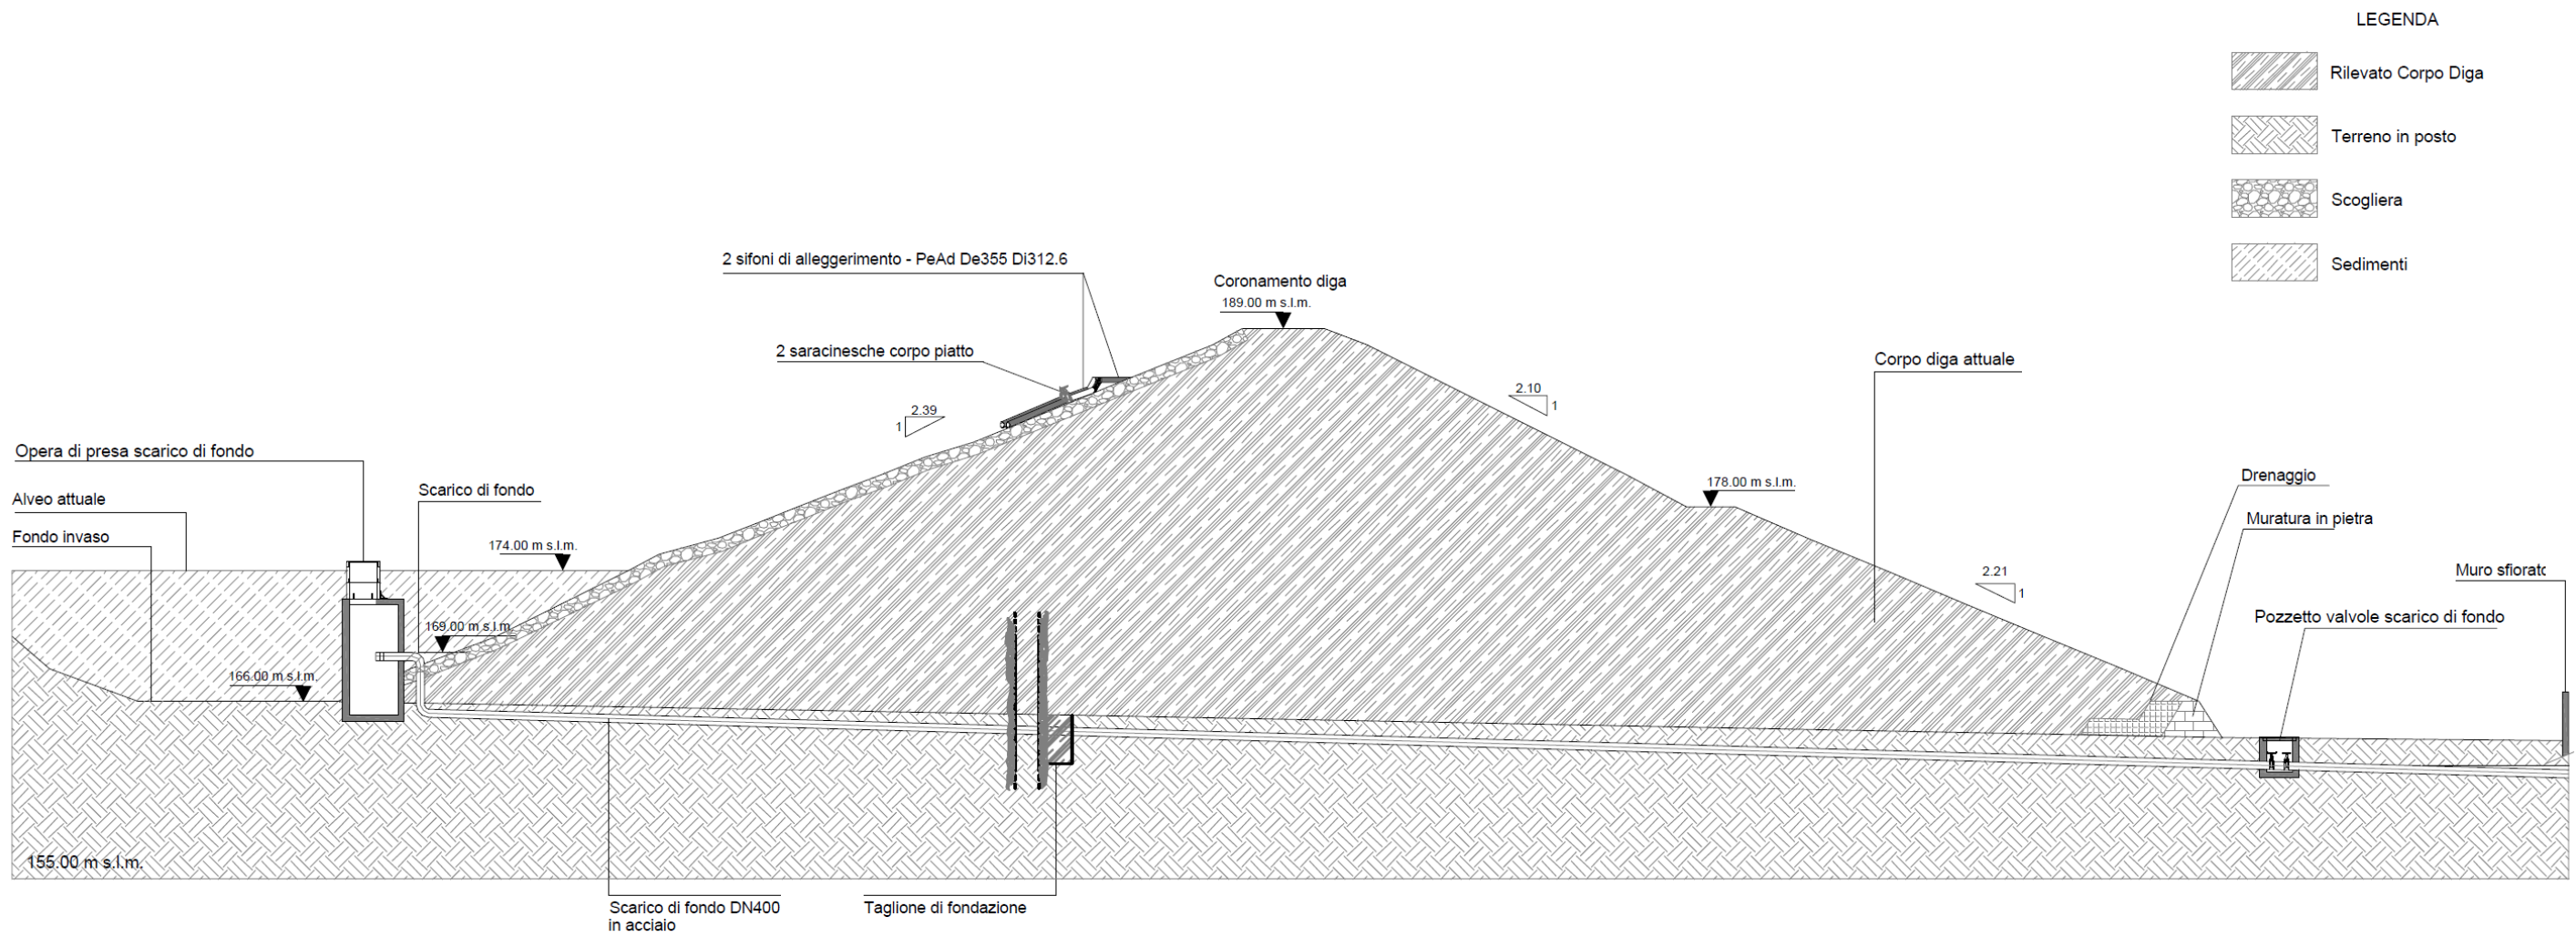 LEGENDA
Rilevato Corpo Diga
Terreno in posto
Scogliera
Sedimenti
2 sifoni di alleggerimento - PeAd De355 Di312.6
Coronamento diga
189.00 m s.l.m.
2 saracinesche corpo piatto
Corpo diga attuale
2.39
1
2.10
1
Opera di presa scarico di fondo
Alveo attuale
Scarico di fondo
Fondo invaso
174.00 m s.l.m.
178.00 m s.l.m.
Drenaggio
Muratura in pietra
2.21
1
Muro sfiorato
Pozzetto valvole scarico di fondo
169.00 m s.l.m.
166.00 m s.l.m.
155.00 m s.l.m.
Scarico di fondo DN400
in acciaio
Taglione di fondazione